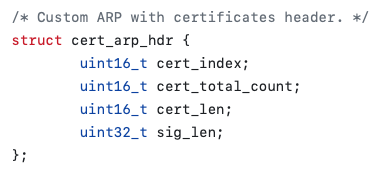 /* Custom ARP with certificates header. */
struct cert_arp_hdr {
        uint16_t cert_index;
        uint16_t cert_total_count;
        uint16_t cert_len;
        uint32_t sig_len;
};